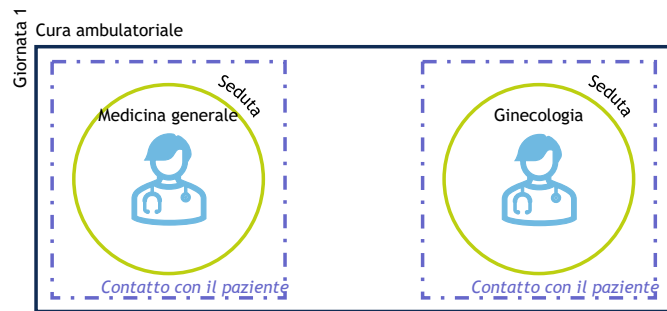 Giornata 1
Cura ambulatoriale
Seduta
Medicina generale
Contatto con il paziente
Seduta
Ginecologia
Contatto con il paziente